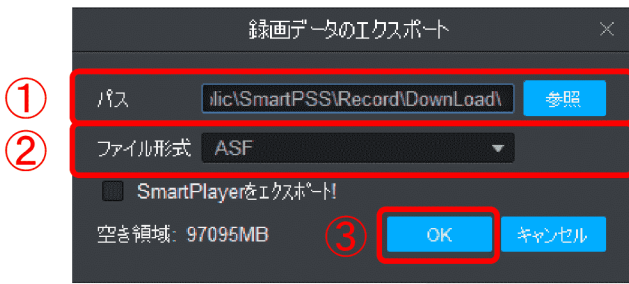 録画データのエクスポート
① パス ılic\SmartPSS\Record\DownLoad\ 参照
② ファイル形式 ASF
SmartPlayerをエクスポート!
空き領域: 97095MB ③ OK キャンセル